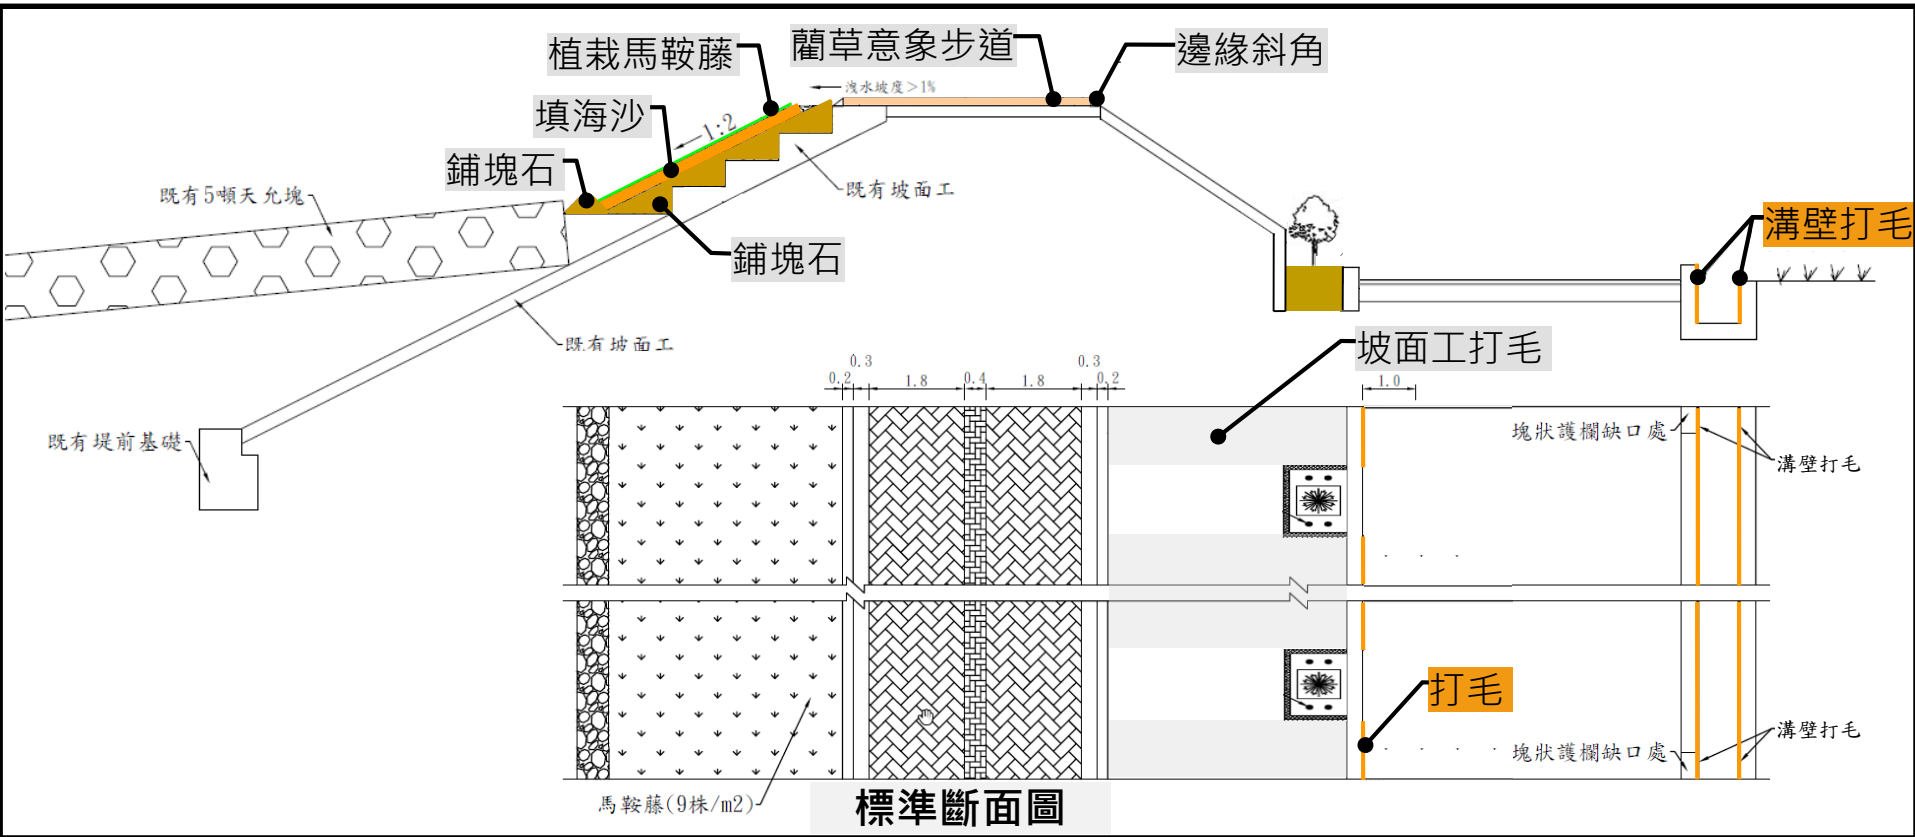 植栽馬鞍藤
藺草意象步道
邊緣斜角
洩水坡度>1%
填海沙
1:2
鋪塊石
既有5噸天允塊
既有坡面工
溝壁打毛
鋪塊石
既有坡面工
坡面工打毛
0.2
0.3
1.8
0.4
1.8
0.3
0.2
1.0
既有堤前基礎
塊狀護欄缺口處
溝壁打毛
打毛
溝壁打毛
塊狀護欄缺口處
馬鞍藤(9株/m2)
標準斷面圖